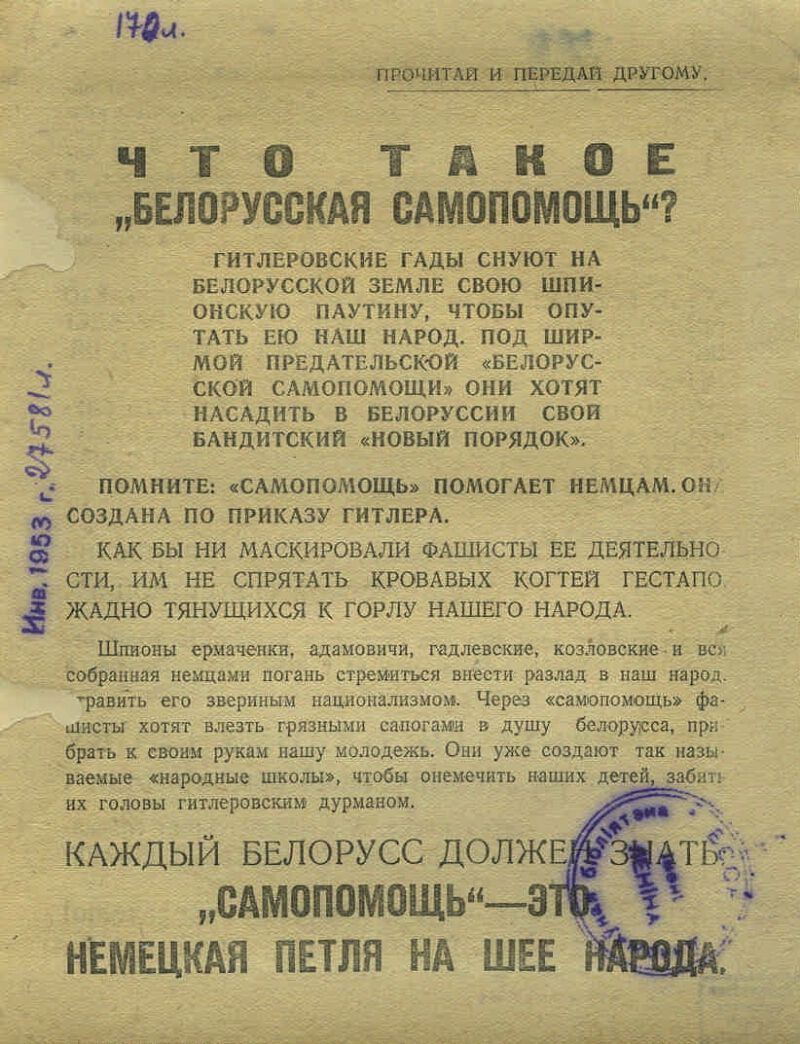 170л.
ПРОЧИТАЙ И ПЕРЕДАЙ ДРУГОМУ.
ЧТО ТАКОЕ
„БЕЛОРУССКАЯ САМОПОМОЩЬ“?
ГИТЛЕРОВСКИЕ ГАДЫ СНУЮТ НА
БЕЛОРУССКОЙ ЗЕМЛЕ СВОЮ ШПИ-
ОНСКУЮ ПАУТИНУ, ЧТОБЫ ОПУ-
ТАТЬ ЕЮ НАШ НАРОД. ПОД ШИР-
МОЙ ПРЕДАТЕЛЬСКОЙ «БЕЛОРУС-
СКОЙ САМОПОМОЩИ» ОНИ ХОТЯТ
НАСАДИТЬ В БЕЛОРУССИИ СВОЙ
БАНДИТСКИЙ «НОВЫЙ ПОРЯДОК».
ПОМНИТЕ: «САМОПОМОЩЬ» ПОМОГАЕТ НЕМЦАМ. ОН
СОЗДАНА ПО ПРИКАЗУ ГИТЛЕРА.
КАК БЫ НИ МАСКИРОВАЛИ ФАШИСТЫ ЕЕ ДЕЯТЕЛЬНО
СТИ, ИМ НЕ СПРЯТАТЬ КРОВАВЫХ КОГТЕЙ ГЕСТАПО,
ЖАДНО ТЯНУЩИХСЯ К ГОРЛУ НАШЕГО НАРОДА.
Шпионы ермаченки, адамовичи, гадлевские, козловские и вся
собранная немцами погань стремиться внести разлад в наш народ,
травить его звериным национализмом. Через «самопомощь» фа-
шисты хотят влезть грязными сапогами в душу белорусса, при-
брать к своим рукам нашу молодежь. Они уже создают так назы-
ваемые «народные школы», чтобы онемечить наших детей, забить
их головы гитлеровским дурманом.
КАЖДЫЙ БЕЛОРУСС ДОЛЖЕН ЗНАТЬ:
„САМОПОМОЩЬ“—ЭТО
НЕМЕЦКАЯ ПЕТЛЯ НА ШЕЕ НАРОДА.
Инв. 1953 г. 27581л.